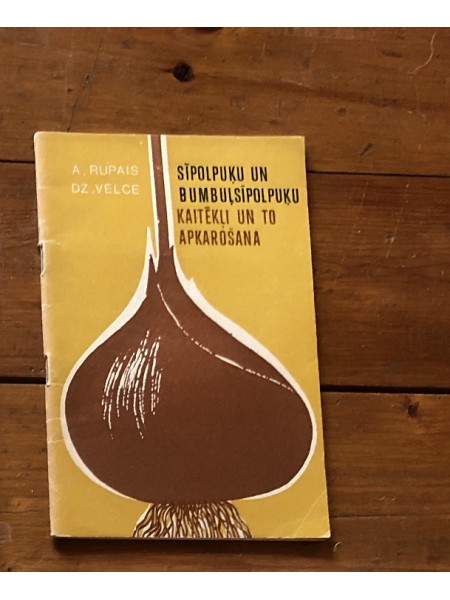 A. RUPAIS
DZ. VELCE
SĪPOLPUĶU UN
BUMBUĻSĪPOLPUĶU
KAITĒKĻI UN TO
APKAROŠANA